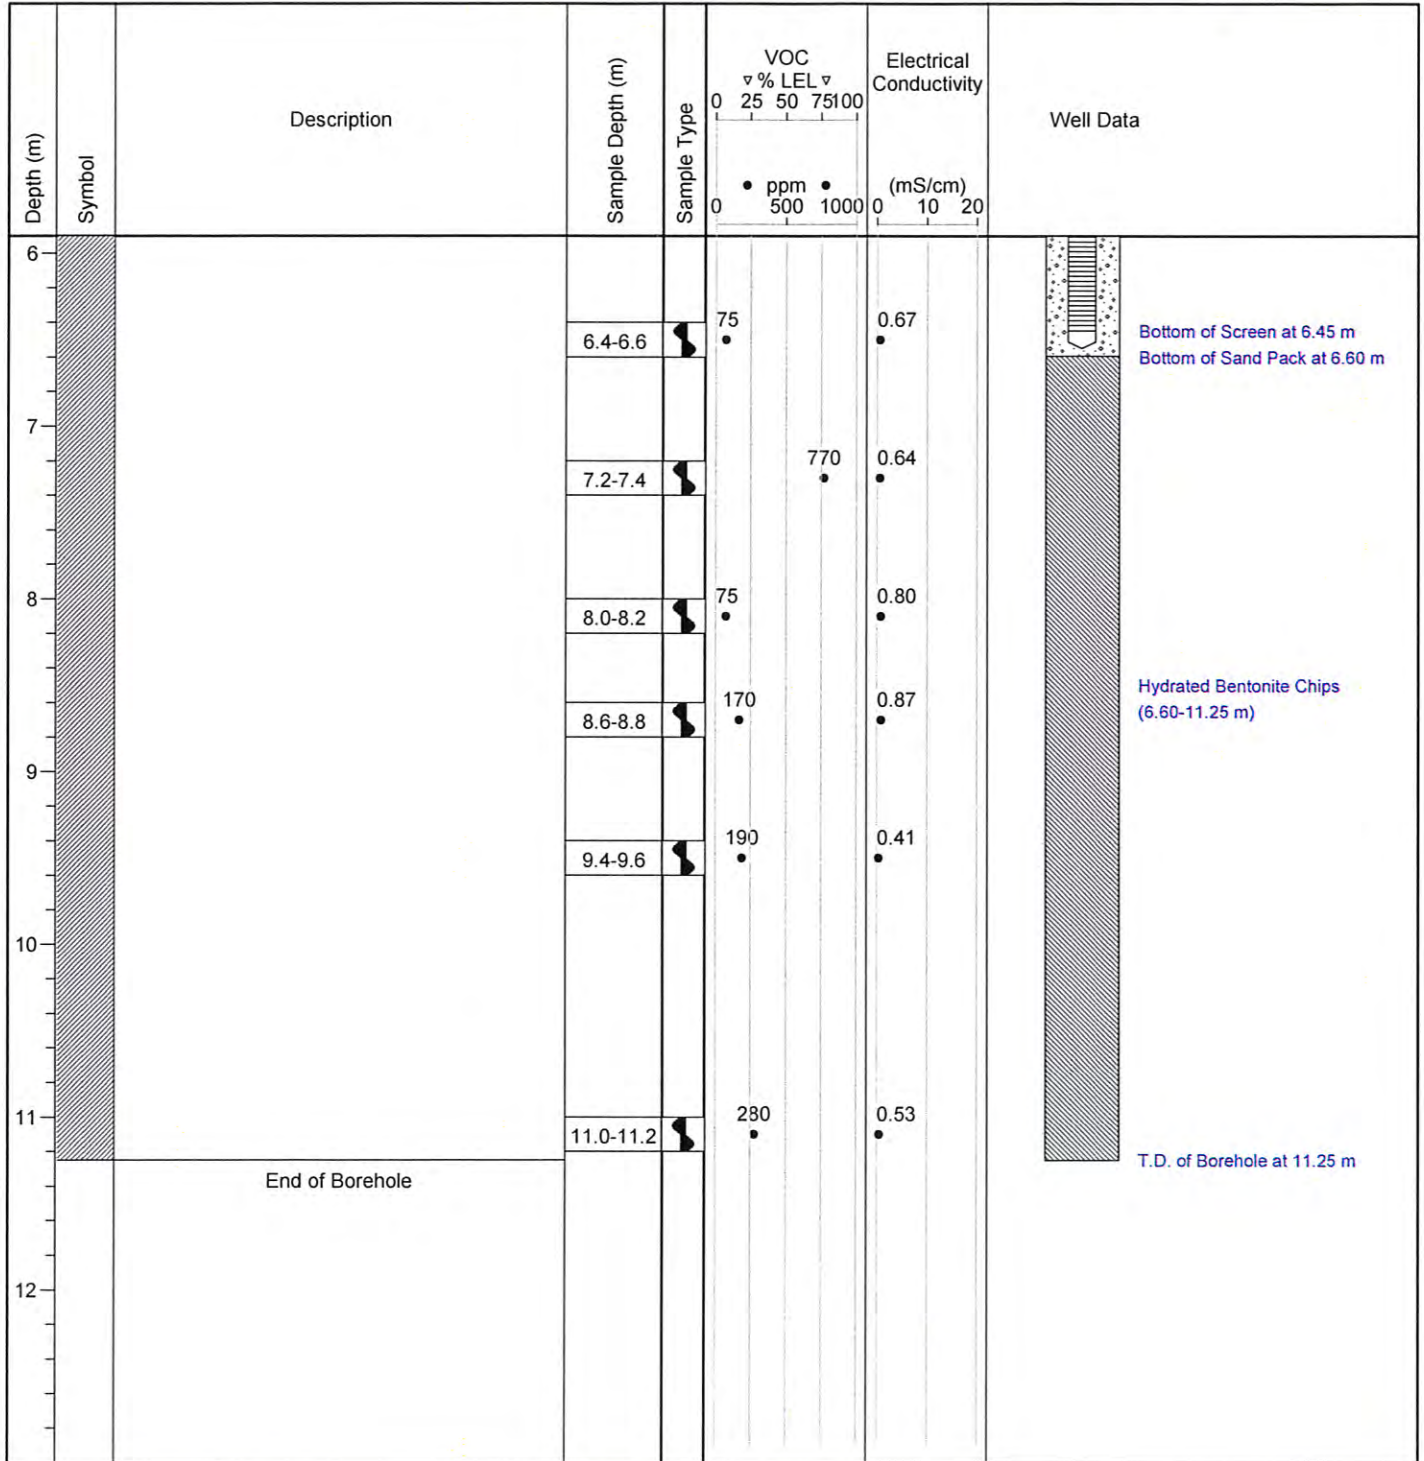 Depth (m)
Symbol
Description
Sample Depth (m)
Sample Type
VOC
▿ % LEL ▿
0 25 50 75 100
• ppm •
0 500 1000
Electrical
Conductivity
(mS/cm)
0 10 20
Well Data
6
6.4-6.6 75 0.67
Bottom of Screen at 6.45 m
Bottom of Sand Pack at 6.60 m
7
7.2-7.4 770 0.64
8
8.0-8.2 75 0.80
8.6-8.8 170 0.87
Hydrated Bentonite Chips
(6.60-11.25 m)
9
9.4-9.6 190 0.41
10
11
11.0-11.2 280 0.53
T.D. of Borehole at 11.25 m
End of Borehole
12